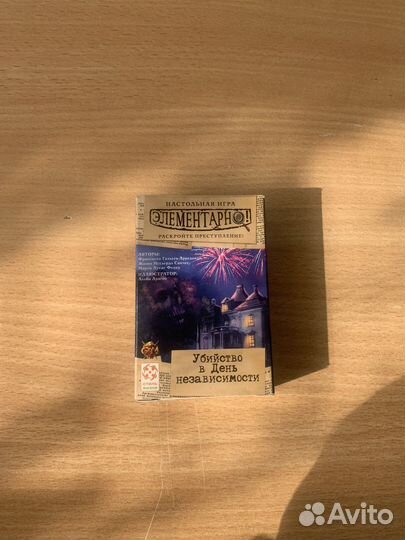 НАСТОЛЬНАЯ ИГРА
ЭЛЕМЕНТАРНО!
РАСКРОЙТЕ ПРЕСТУПЛЕНИЕ!
АВТОРЫ:
ИЛЛЮСТРАТОР:
Убийство
в День
независимости
Avito